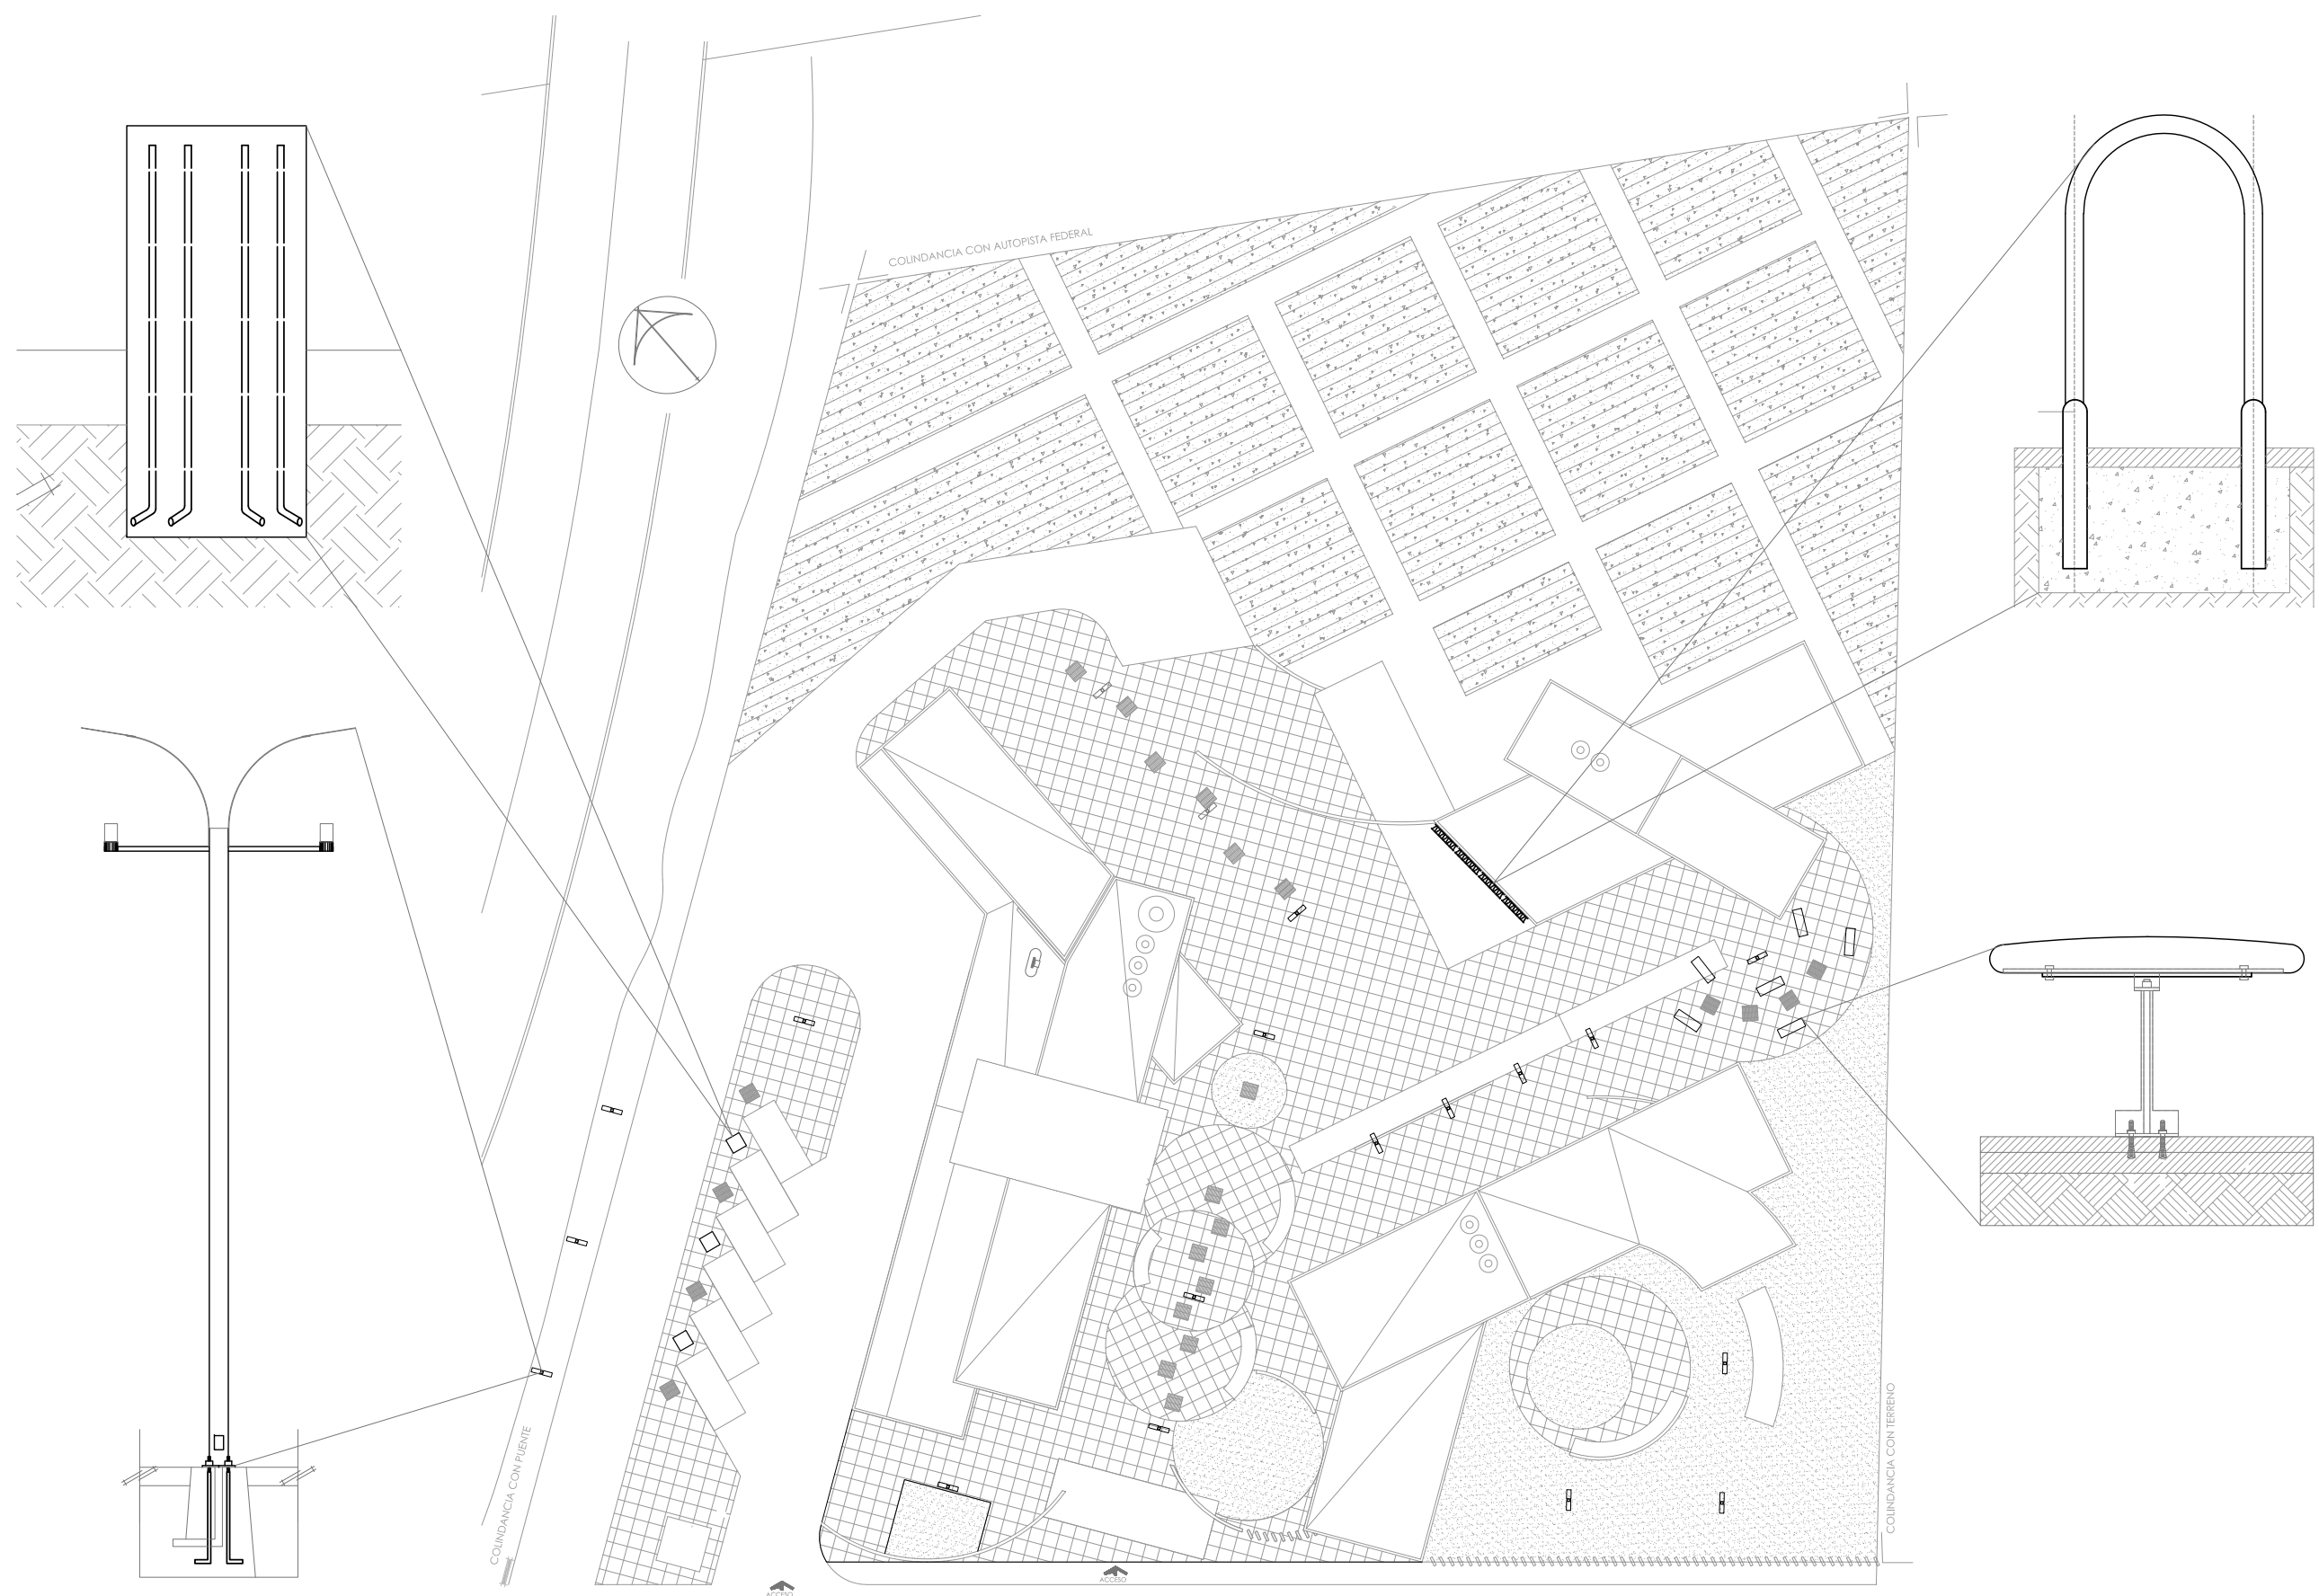 COLINDANCIA CON AUTOPISTA FEDERAL
COLINDANCIA CON PUENTE
COLINDANCIA CON TERRENO
ACCESO
ACCESO